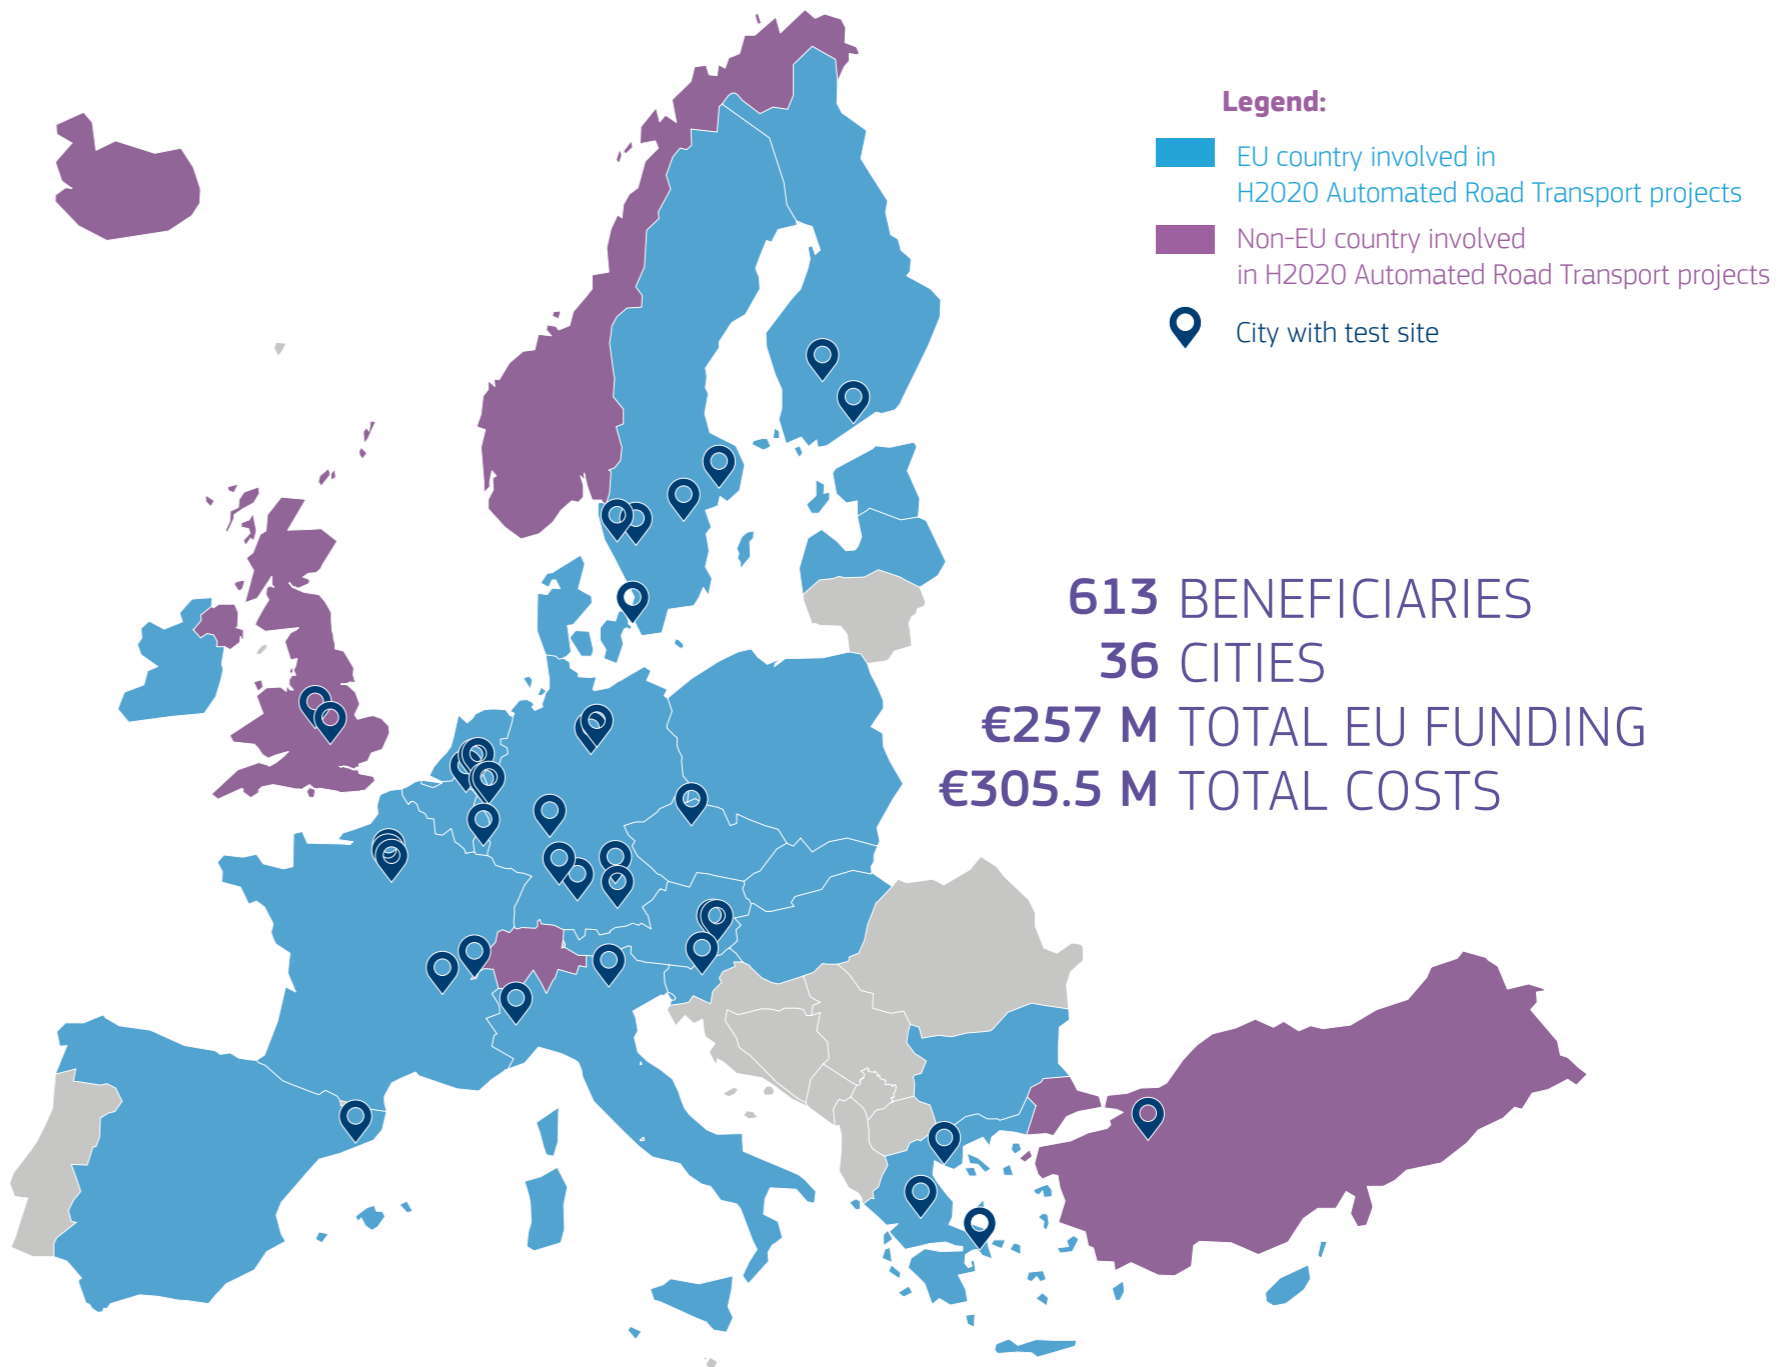 Legend:
EU country involved in
H2020 Automated Road Transport projects
Non-EU country involved
in H2020 Automated Road Transport projects
City with test site
613 BENEFICIARIES
36 CITIES
€257 M TOTAL EU FUNDING
€305.5 M TOTAL COSTS